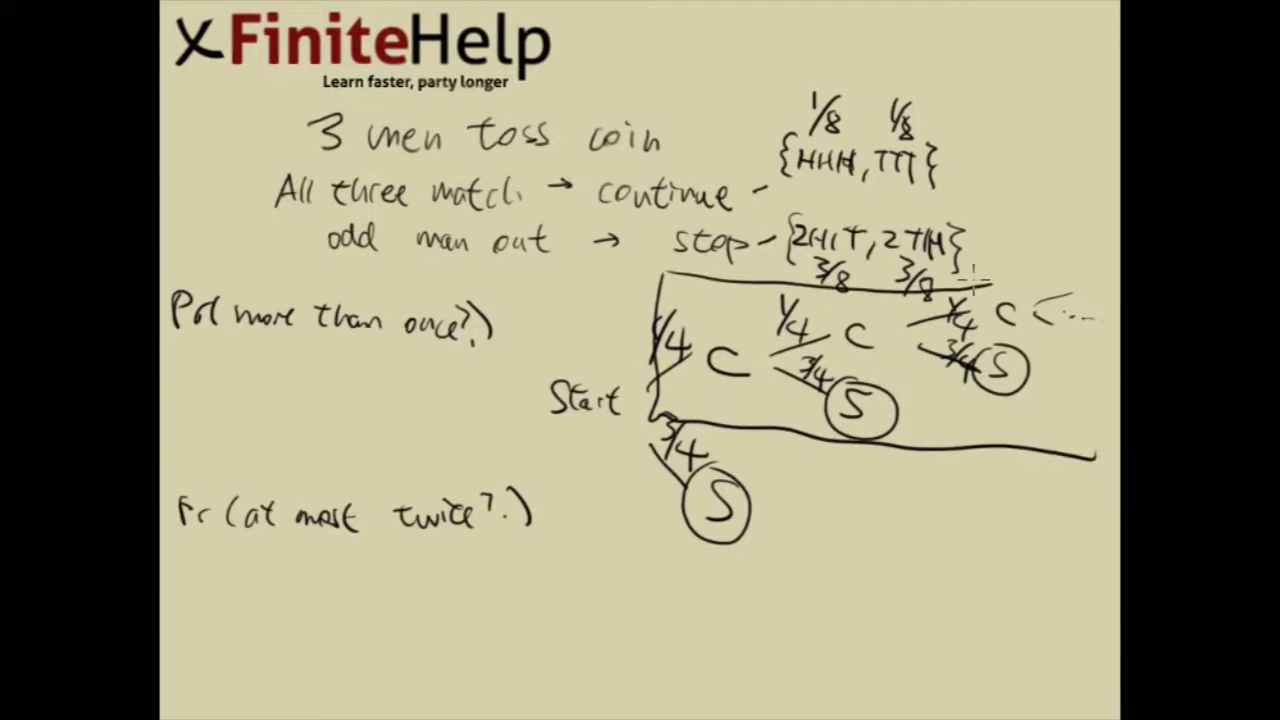 XFiniteHelp
Learn faster, party longer
3 men toss coin
1/8 1/8
All three match → continue - {HHH, TTT}
odd man out → stop - {2H1T, 2T1H}
3/8 3/8
Pr( more than once?)
1/4 C 1/4 C 1/4 C <...
3/4 S 3/4 S
Start
3/4 S
Pr (at most twice?)